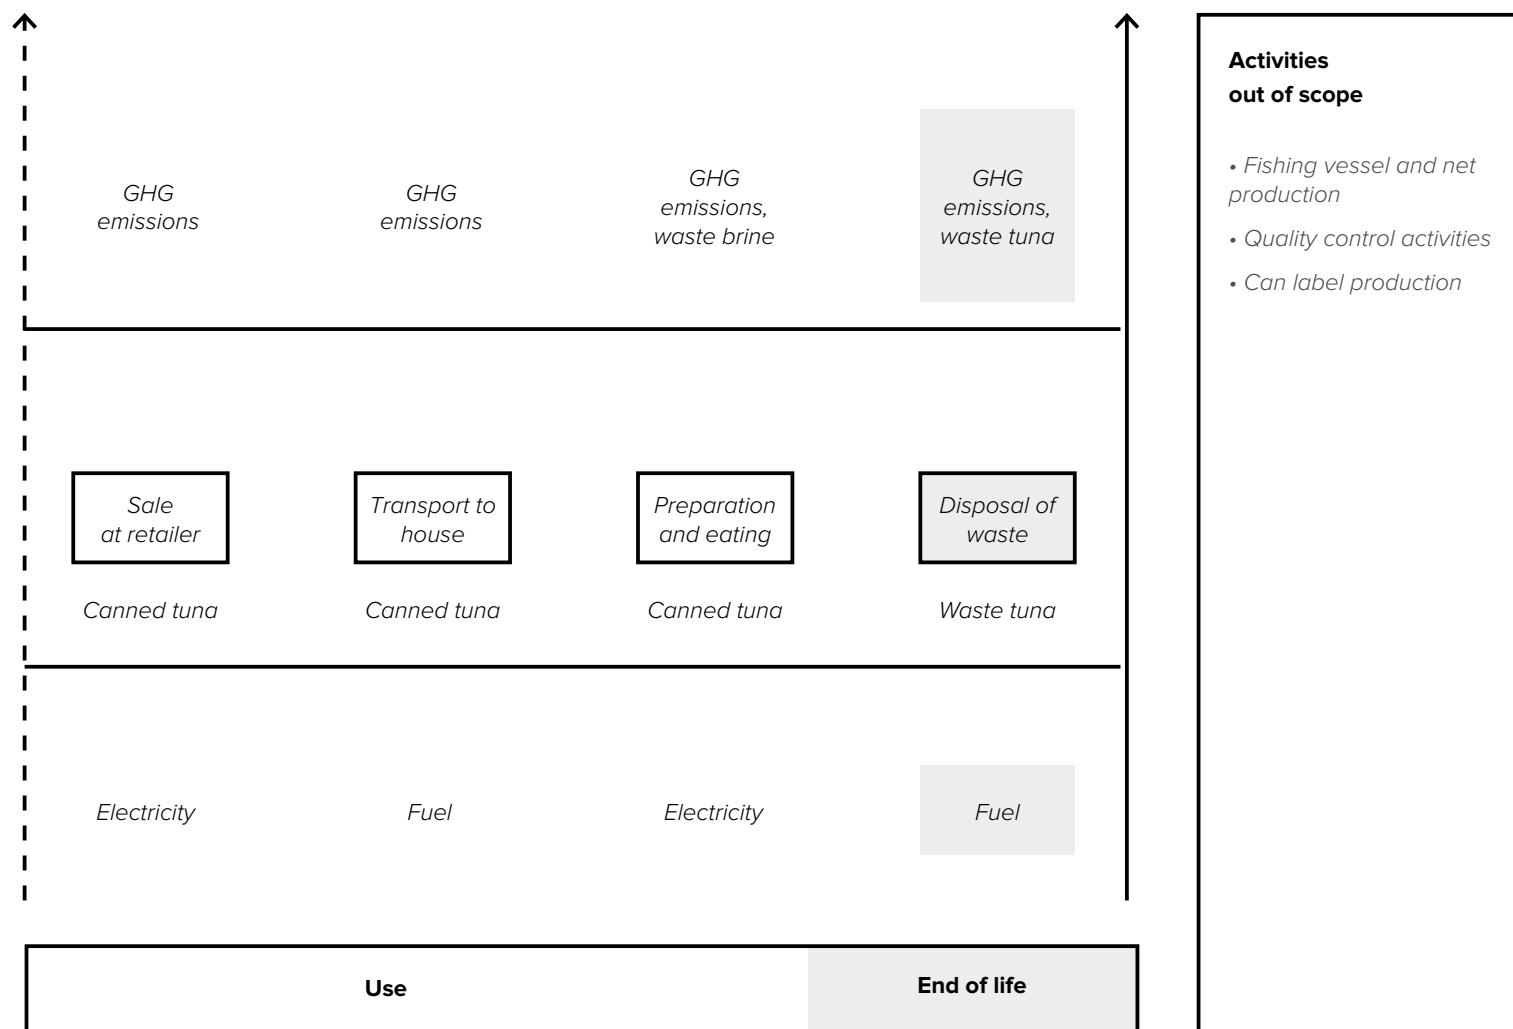 GHG
emissions
GHG
emissions
GHG
emissions,
waste brine
GHG
emissions,
waste tuna
Sale
at retailer
Transport to
house
Preparation
and eating
Disposal of
waste
Canned tuna
Canned tuna
Canned tuna
Waste tuna
Electricity
Fuel
Electricity
Fuel
Use
End of life
Activities
out of scope
• Fishing vessel and net
production
• Quality control activities
• Can label production